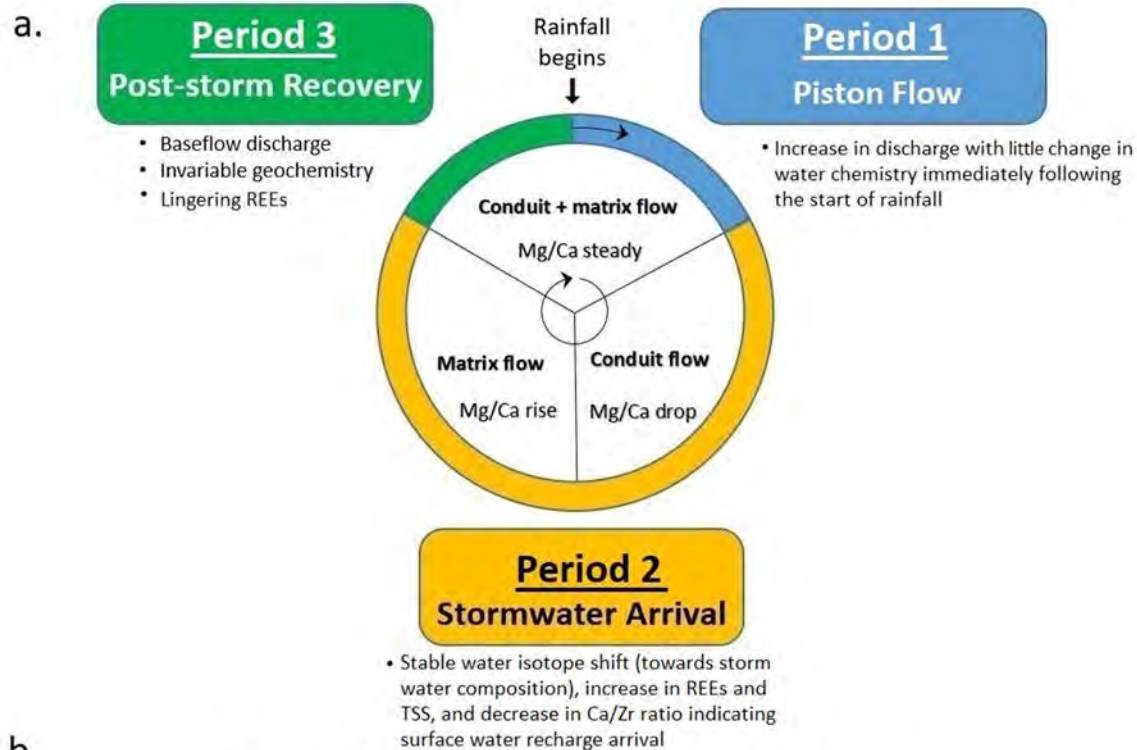 a.
Period 3
Post-storm Recovery
• Baseflow discharge
• Invariable geochemistry
• Lingering REEs
Rainfall
begins
Period 1
Piston Flow
• Increase in discharge with little change in
water chemistry immediately following
the start of rainfall
Conduit + matrix flow
Mg/Ca steady
Matrix flow
Mg/Ca rise
Conduit flow
Mg/Ca drop
Period 2
Stormwater Arrival
• Stable water isotope shift (towards storm
water composition), increase in REEs and
TSS, and decrease in Ca/Zr ratio indicating
surface water recharge arrival